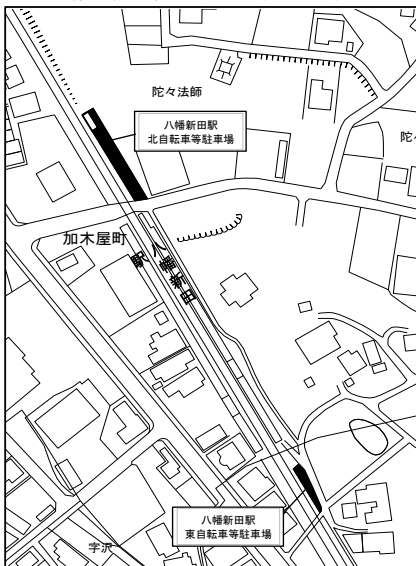 陀々法師
八幡新田駅
北自転車等駐車場
陀々
加木屋町
八幡新田駅
八幡新田駅
東自転車等駐車場
字沢